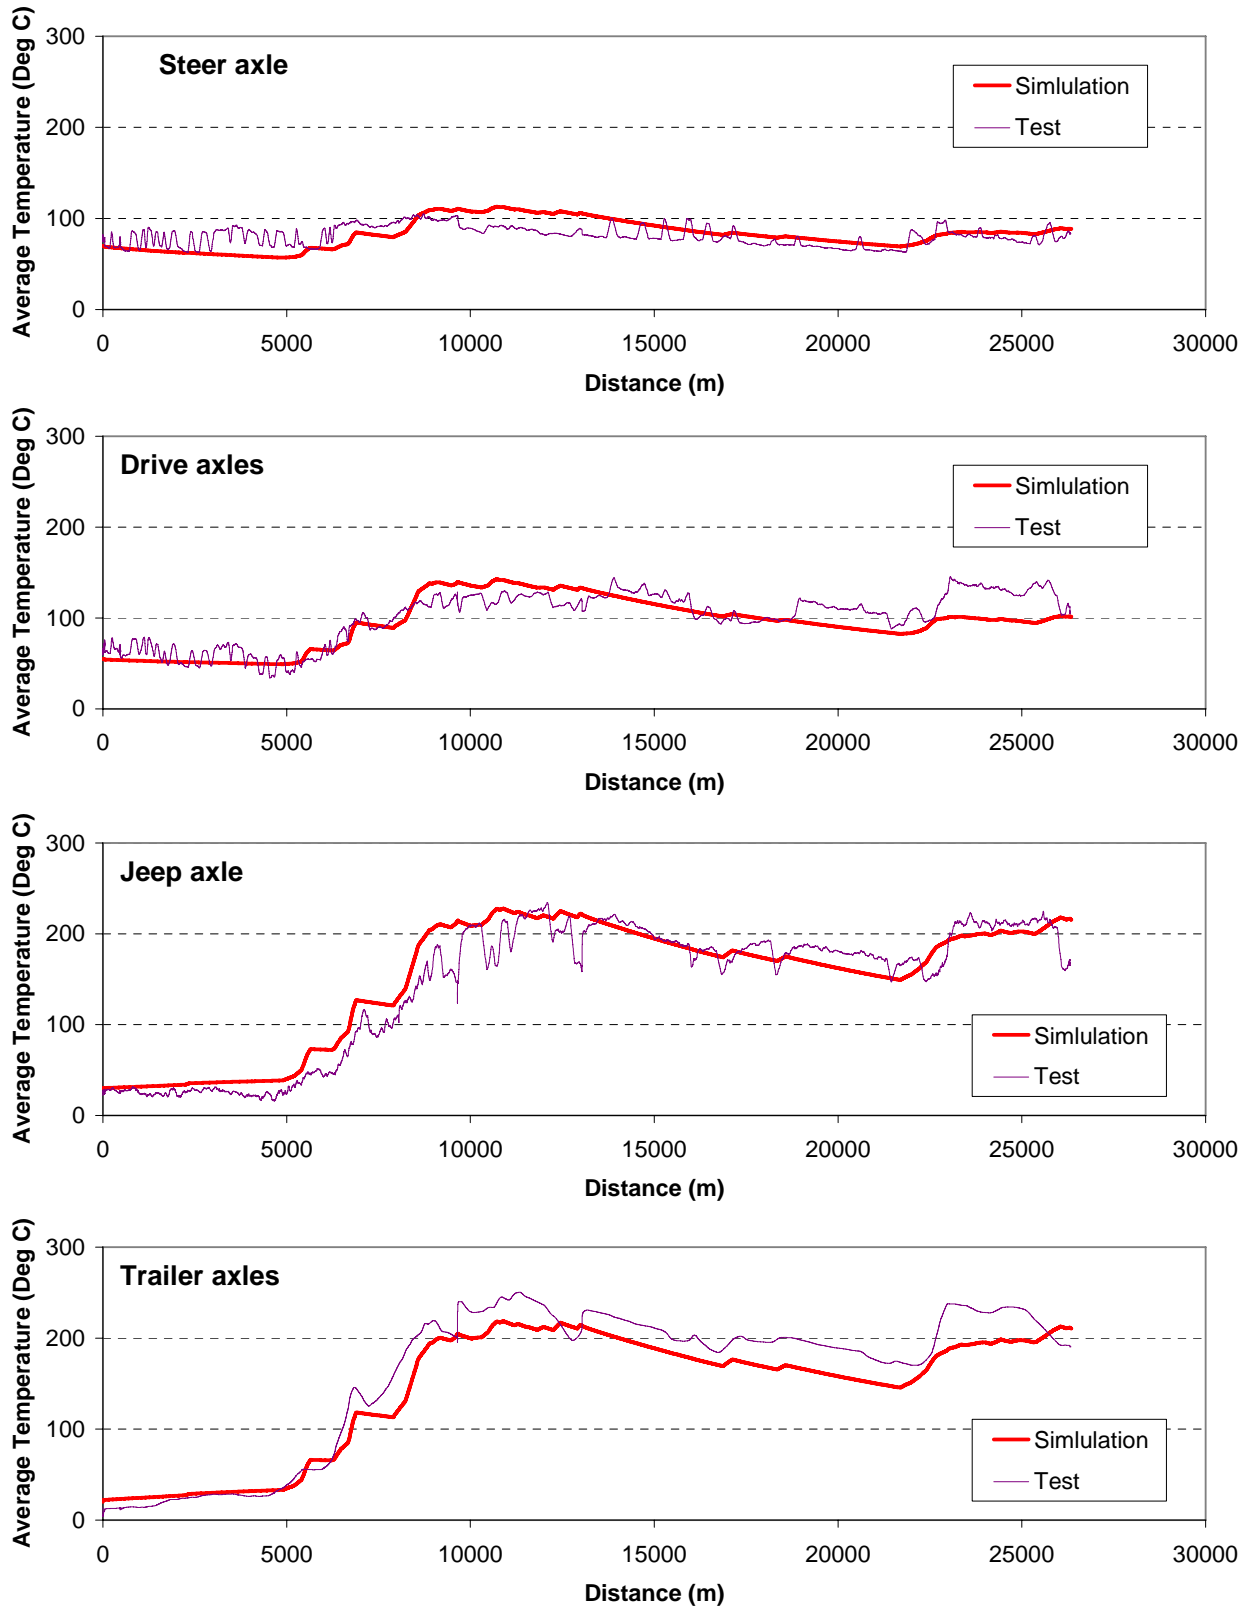 Steer axle
Average Temperature (Deg C)
300
200
100
0
Simlulation
Test
0 5000 10000 15000 20000 25000 30000
Distance (m)
Drive axles
Average Temperature (Deg C)
300
200
100
0
Simlulation
Test
0 5000 10000 15000 20000 25000 30000
Distance (m)
Jeep axle
Average Temperature (Deg C)
300
200
100
0
Simlulation
Test
0 5000 10000 15000 20000 25000 30000
Distance (m)
Trailer axles
Average Temperature (Deg C)
300
200
100
0
Simlulation
Test
0 5000 10000 15000 20000 25000 30000
Distance (m)